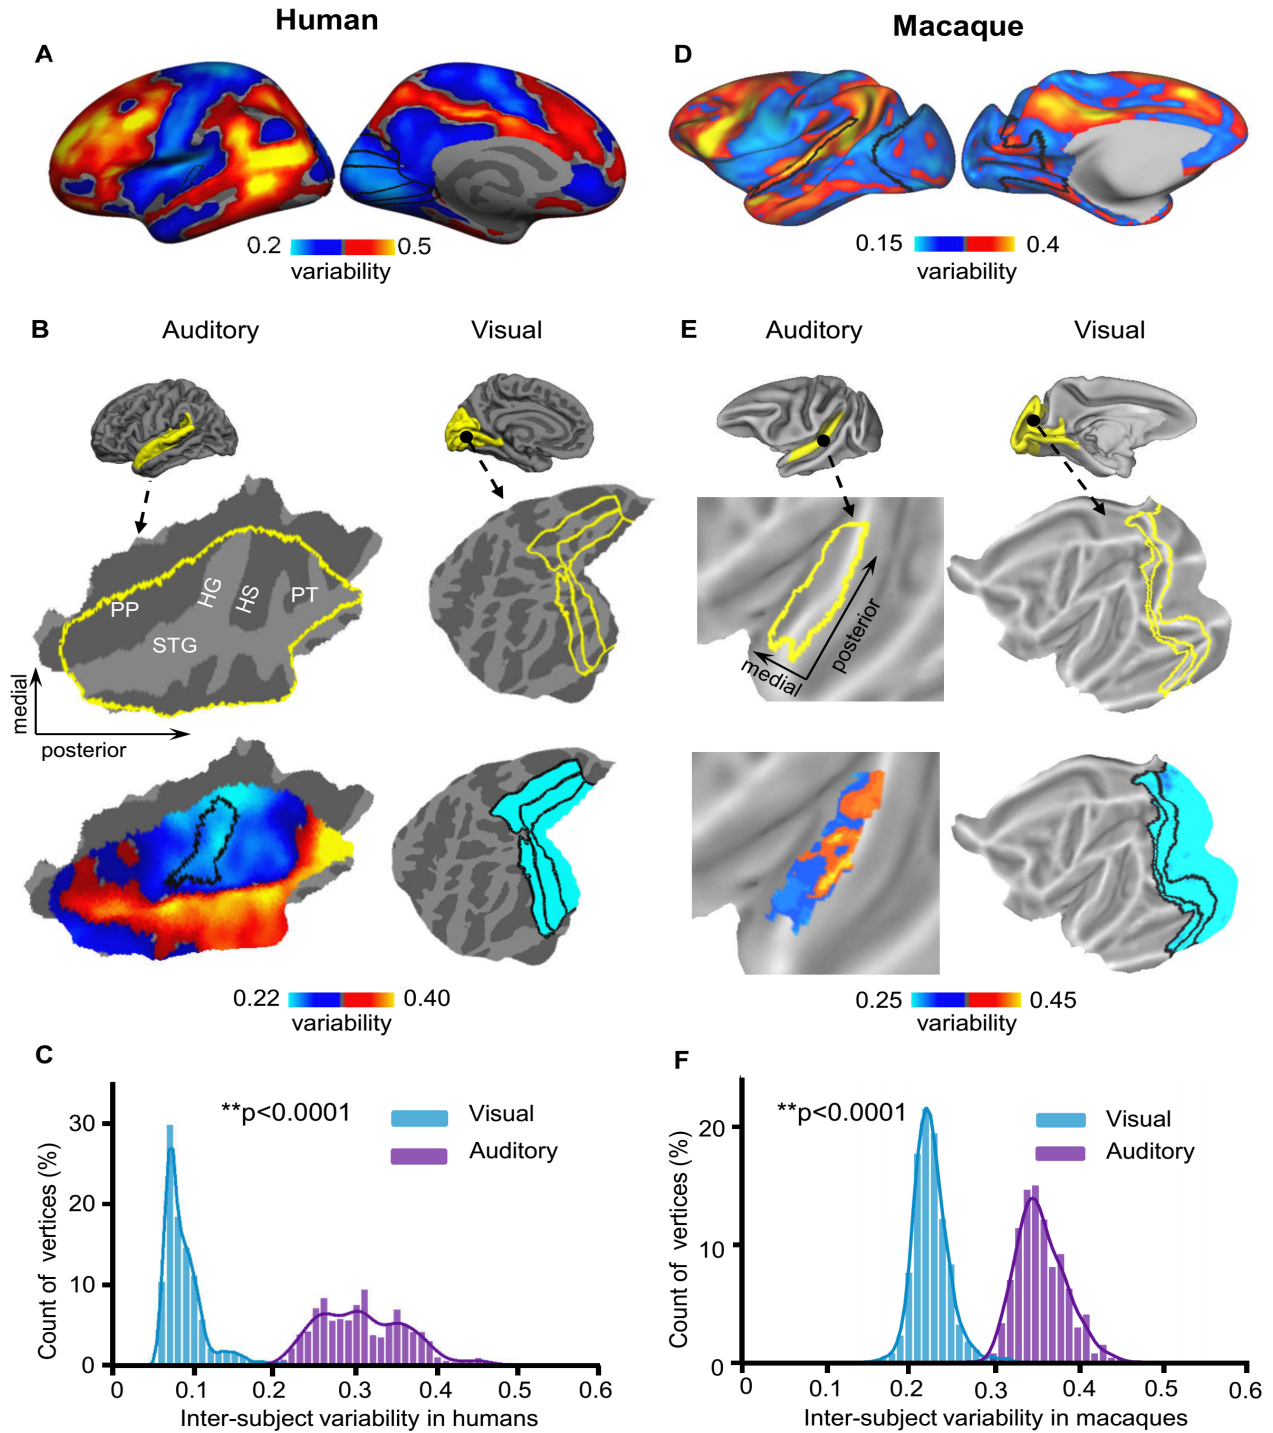 Human
Macaque
A
D
0.2
0.5
variability
0.15
0.4
variability
B
Auditory
Visual
E
Auditory
Visual
PP
HG
HS
PT
STG
medial
posterior
medial
posterior
0.22
0.40
variability
0.25
0.45
variability
C
**p<0.0001
Visual
Auditory
Count of vertices (%)
30
20
10
0
0
0.1
0.2
0.3
0.4
0.5
0.6
Inter-subject variability in humans
F
**p<0.0001
Visual
Auditory
Count of vertices (%)
20
10
0
0
0.1
0.2
0.3
0.4
0.5
0.6
Inter-subject variability in macaques